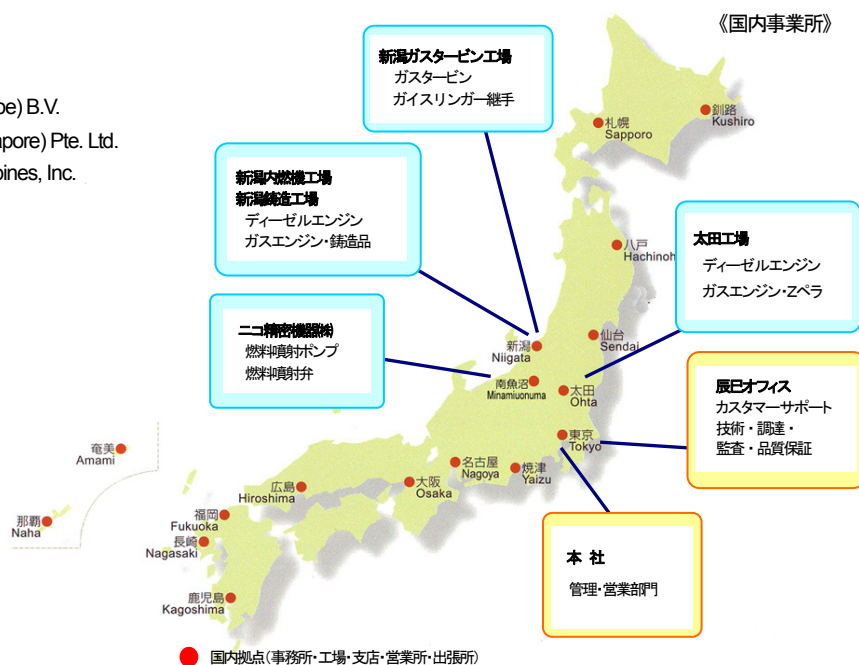 《国内事業所》
pe) B.V.
apore) Pte. Ltd.
bines, Inc.
新潟ガスタービン工場
ガスタービン
ガイスリンガー継手
新潟内燃機工場
新潟鋳造工場
ディーゼルエンジン
ガスエンジン・鋳造品
ニコ精密機器㈱
燃料噴射ポンプ
燃料噴射弁
太田工場
ディーゼルエンジン
ガスエンジン・Zペラ
辰巳オフィス
カスタマーサポート
技術・調達・
監査・品質保証
本 社
管理・営業部門
札幌
Sapporo
釧路
Kushiro
八戸
Hachinoh
仙台
Sendai
新潟
Niigata
南魚沼
Minamiuonuma
太田
Ohta
東京
Tokyo
名古屋
Nagoya
焼津
Yaizu
大阪
Osaka
広島
Hiroshima
福岡
Fukuoka
長崎
Nagasaki
鹿児島
Kagoshima
奄美
Amami
那覇
Naha
国内拠点（事務所・工場・支店・営業所・出張所）